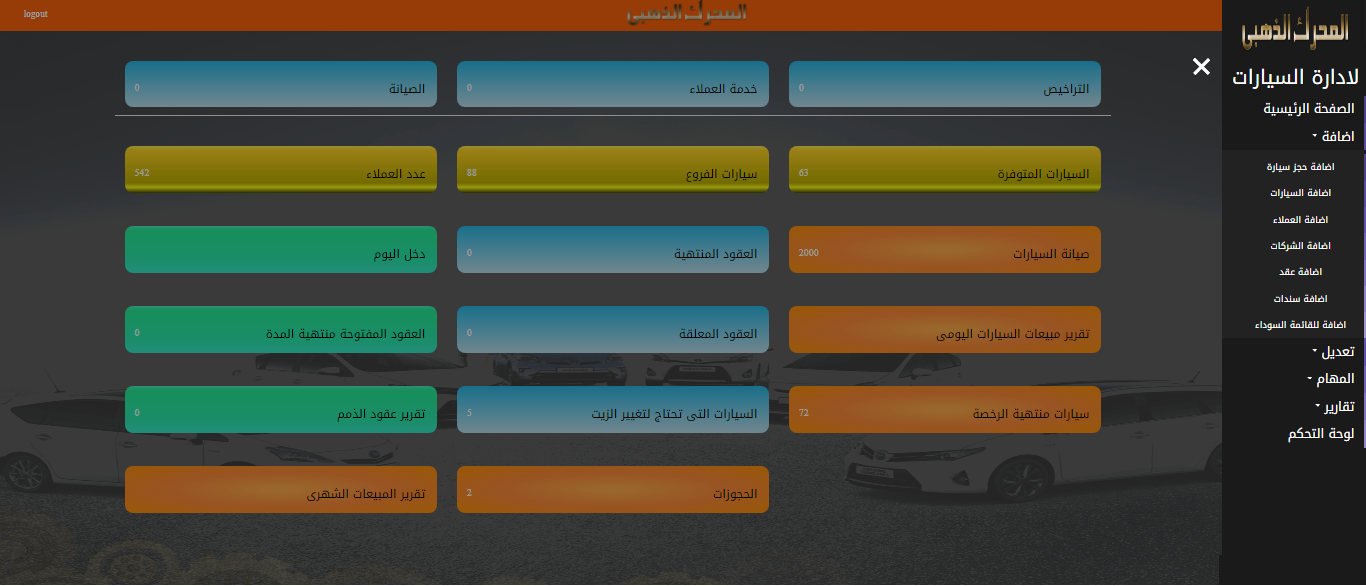 logout
المحرك الذهبى
المحرك الذهبى
لادارة السيارات
الصفحة الرئيسية
اضافة
اضافة حجز سيارة
اضافة السيارات
اضافة العملاء
اضافة الشركات
اضافة عقد
اضافة سندات
اضافة للقائمة السوداء
تعديل
المهام
تقارير
لوحة التحكم
التراخيص 0
خدمة العملاء 0
الصيانة 0
السيارات المتوفرة 63
سيارات الفروع 88
عدد العملاء 542
صيانة السيارات 2000
العقود المنتهية 0
دخل اليوم
تقرير مبيعات السيارات اليومى
العقود المعلقة 0
العقود المفتوحة منتهية المدة 0
سيارات منتهية الرخصة 72
السيارات التى تحتاج لتغيير الزيت 5
تقرير عقود الذمم 0
الحجوزات 2
تقرير المبيعات الشهرى